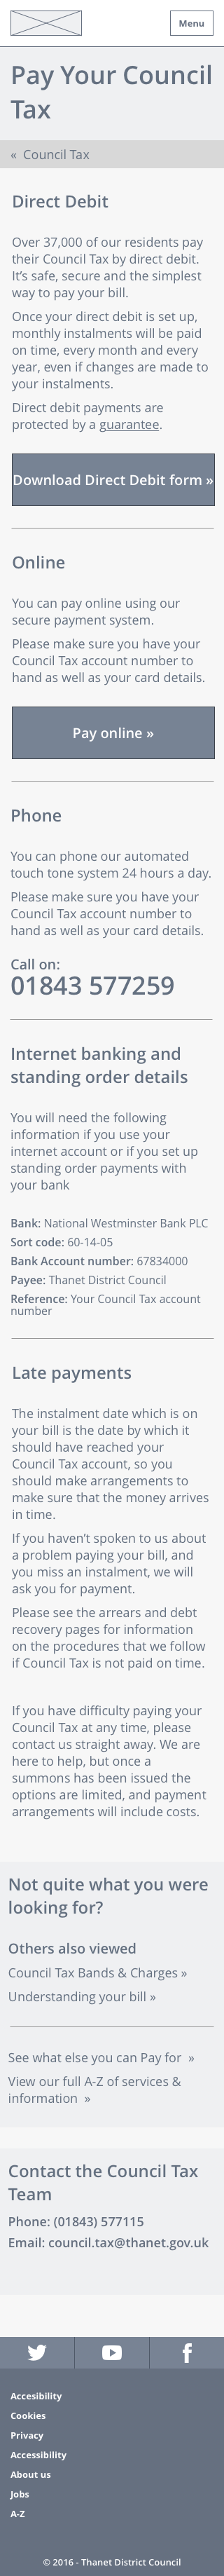 Menu
Pay Your Council
Tax
« Council Tax
Direct Debit
Over 37,000 of our residents pay
their Council Tax by direct debit.
It’s safe, secure and the simplest
way to pay your bill.
Once your direct debit is set up,
monthly instalments will be paid
on time, every month and every
year, even if changes are made to
your instalments.
Direct debit payments are
protected by a guarantee.
Download Direct Debit form »
Online
You can pay online using our
secure payment system.
Please make sure you have your
Council Tax account number to
hand as well as your card details.
Pay online »
Phone
You can phone our automated
touch tone system 24 hours a day.
Please make sure you have your
Council Tax account number to
hand as well as your card details.
Call on:
01843 577259
Internet banking and
standing order details
You will need the following
information if you use your
internet account or if you set up
standing order payments with
your bank
Bank: National Westminster Bank PLC
Sort code: 60-14-05
Bank Account number: 67834000
Payee: Thanet District Council
Reference: Your Council Tax account
number
Late payments
The instalment date which is on
your bill is the date by which it
should have reached your
Council Tax account, so you
should make arrangements to
make sure that the money arrives
in time.
If you haven’t spoken to us about
a problem paying your bill, and
you miss an instalment, we will
ask you for payment.
Please see the arrears and debt
recovery pages for information
on the procedures that we follow
if Council Tax is not paid on time.
If you have difficulty paying your
Council Tax at any time, please
contact us straight away. We are
here to help, but once a
summons has been issued the
options are limited, and payment
arrangements will include costs.
Not quite what you were
looking for?
Others also viewed
Council Tax Bands & Charges »
Understanding your bill »
See what else you can Pay for »
View our full A-Z of services &
information »
Contact the Council Tax
Team
Phone: (01843) 577115
Email: council.tax@thanet.gov.uk
Accesibility
Cookies
Privacy
Accessibility
About us
Jobs
A-Z
© 2016 - Thanet District Council